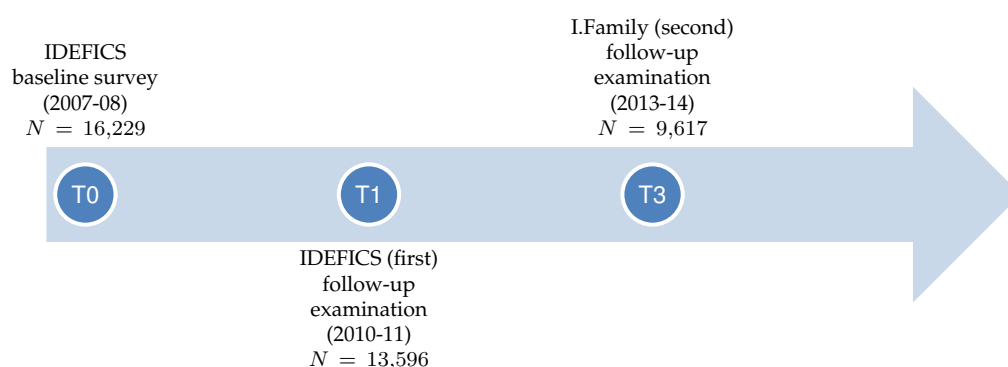 IDEFICS
baseline survey
(2007-08)
N = 16,229
I.Family (second)
follow-up
examination
(2013-14)
N = 9,617
T0
T1
T3
IDEFICS (first)
follow-up
examination
(2010-11)
N = 13,596